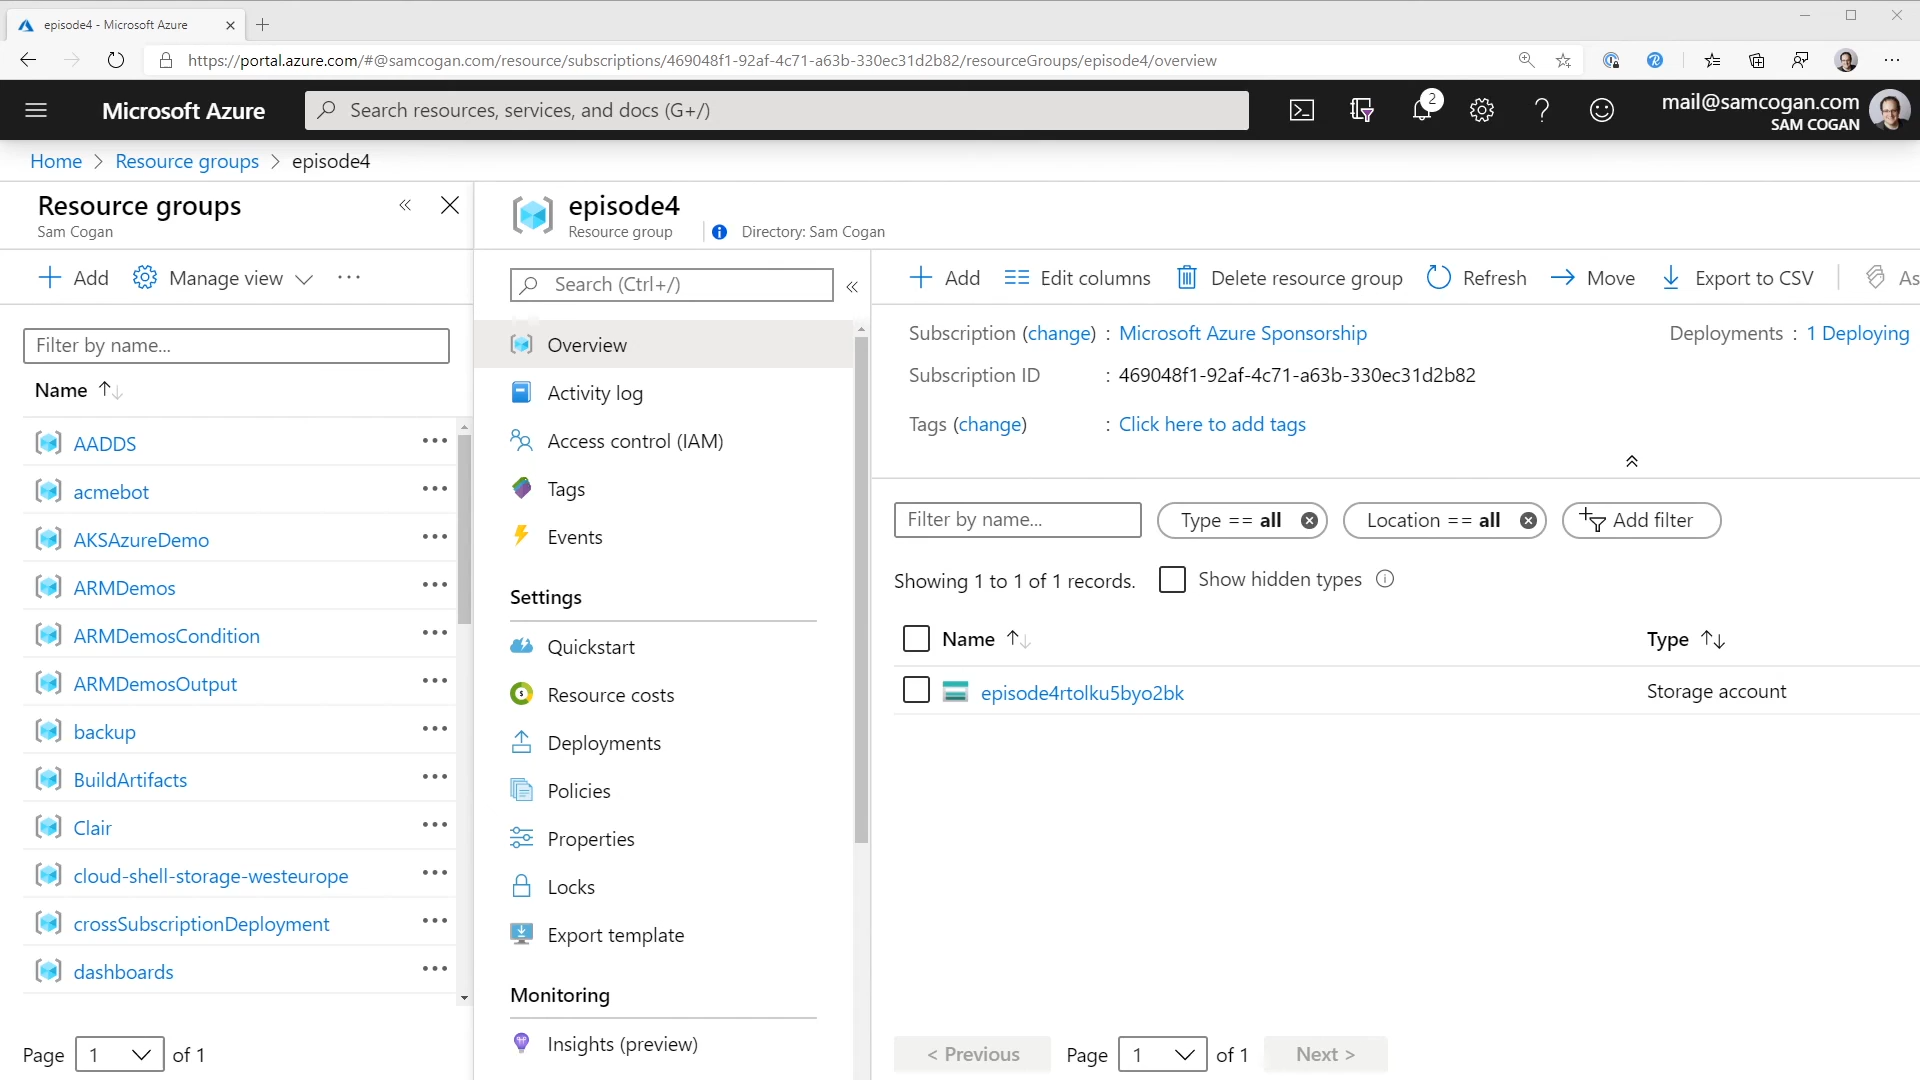 episode4 - Microsoft Azure
https://portal.azure.com/#@samcogan.com/resource/subscriptions/469048f1-92af-4c71-a63b-330ec31d2b82/resourceGroups/episode4/overview
Microsoft Azure
Search resources, services, and docs (G+/)
2
mail@samcogan.com
SAM COGAN
Home > Resource groups > episode4
Resource groups
Sam Cogan
Add
Manage view
Filter by name...
Name
AADDS
acmebot
AKSAzureDemo
ARMDemos
ARMDemosCondition
ARMDemosOutput
backup
BuildArtifacts
Clair
cloud-shell-storage-westeurope
crossSubscriptionDeployment
dashboards
Page 1 of 1
episode4
Resource group
Directory: Sam Cogan
Search (Ctrl+/)
Overview
Activity log
Access control (IAM)
Tags
Events
Settings
Quickstart
Resource costs
Deployments
Policies
Properties
Locks
Export template
Monitoring
Insights (preview)
Add Edit columns Delete resource group Refresh Move Export to CSV As
Subscription (change) : Microsoft Azure Sponsorship
Deployments : 1 Deploying
Subscription ID : 469048f1-92af-4c71-a63b-330ec31d2b82
Tags (change) : Click here to add tags
Filter by name... Type == all Location == all Add filter
Showing 1 to 1 of 1 records. Show hidden types
Name Type
episode4rtolku5byo2bk Storage account
< Previous Page 1 of 1 Next >